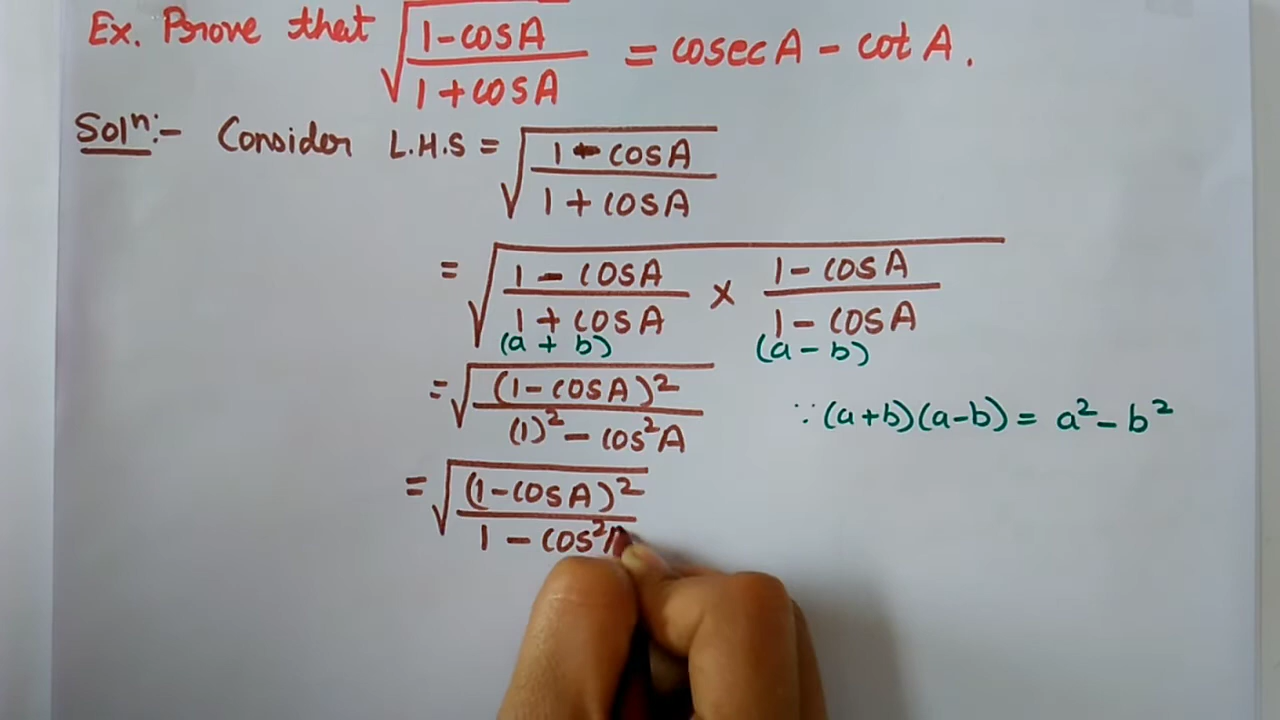 Ex. Prove that √((1-cosA)/(1+cosA)) = cosecA - cotA.
Solⁿ:- Consider L.H.S = √((1-cosA)/(1+cosA))
= √((1-cosA)/(1+cosA) × (1-cosA)/(1-cosA))
(a+b) (a-b)
= √((1-cosA)²/((1)²-cos²A)) ∵(a+b)(a-b) = a²-b²
= √((1-cosA)²/(1-cos²